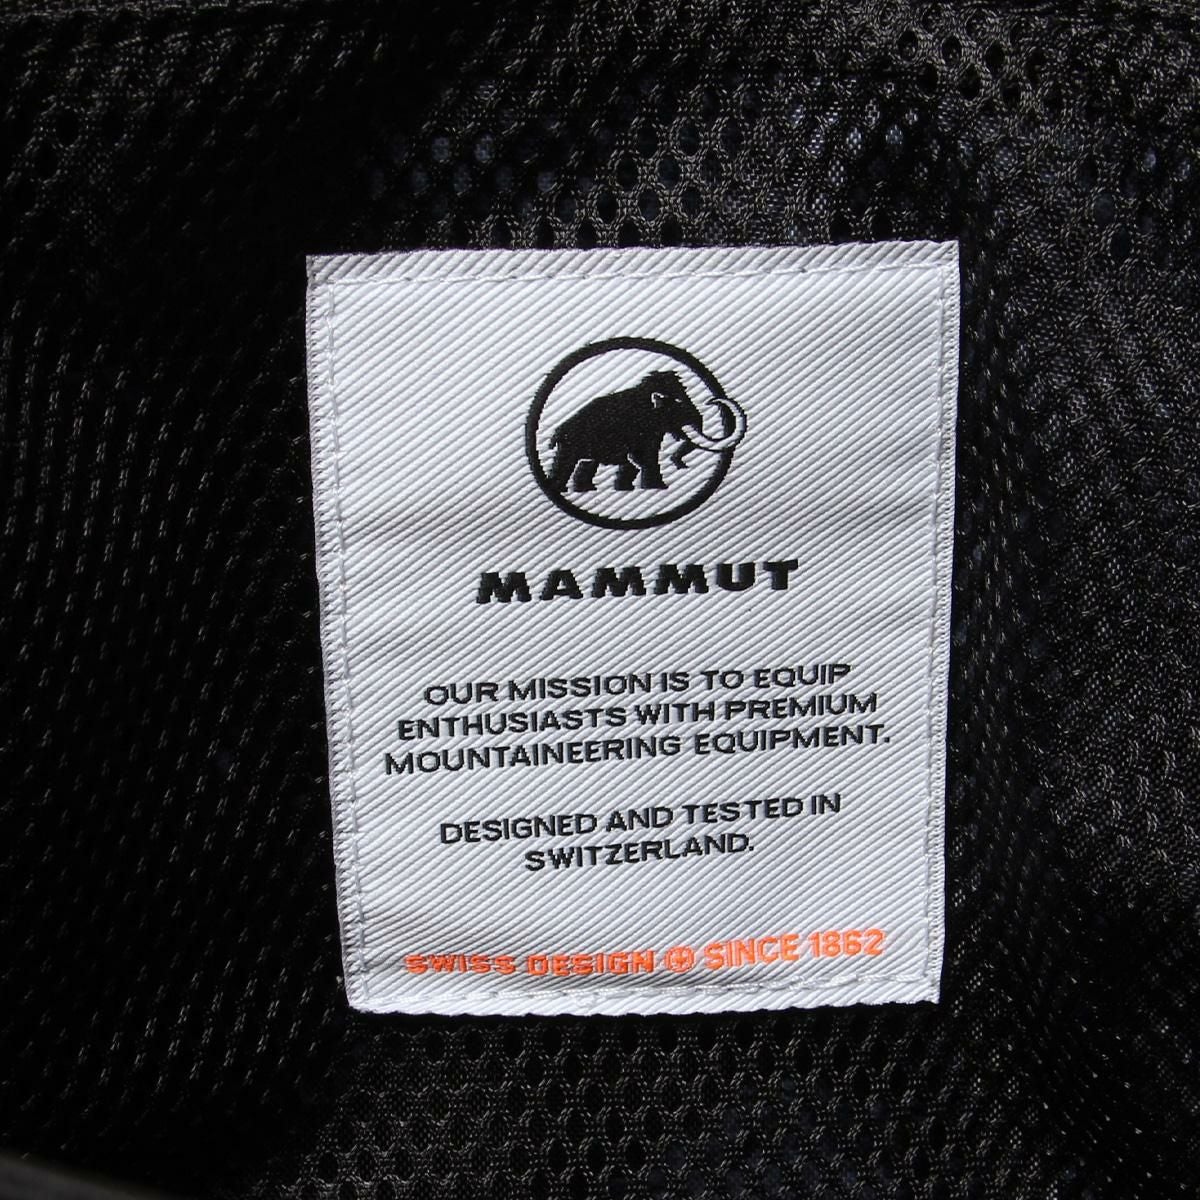 MAMMUT
OUR MISSION IS TO EQUIP
ENTHUSIASTS WITH PREMIUM
MOUNTAINEERING EQUIPMENT.
DESIGNED AND TESTED IN
SWITZERLAND.
SWISS DESIGN SINCE 1862